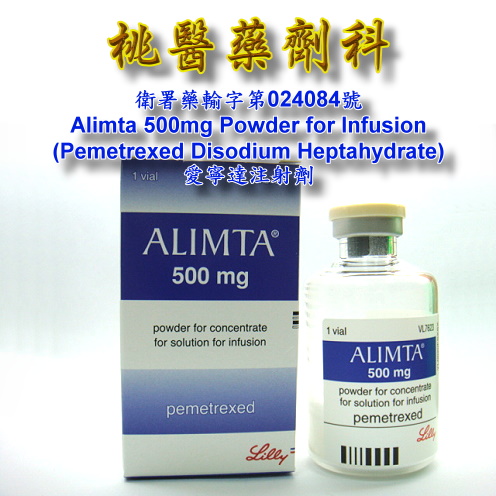 桃醫藥劑科
衛署藥輸字第024084號
Alimta 500mg Powder for Infusion
(Pemetrexed Disodium Heptahydrate)
愛寧達注射劑
1 vial
ALIMTA®
500 mg
powder for concentrate
for solution for infusion
pemetrexed
Lilly
1 vial
VL7623
ALIMTA®
500 mg
powder for concentrate
for solution for infusion
pemetrexed
Lilly